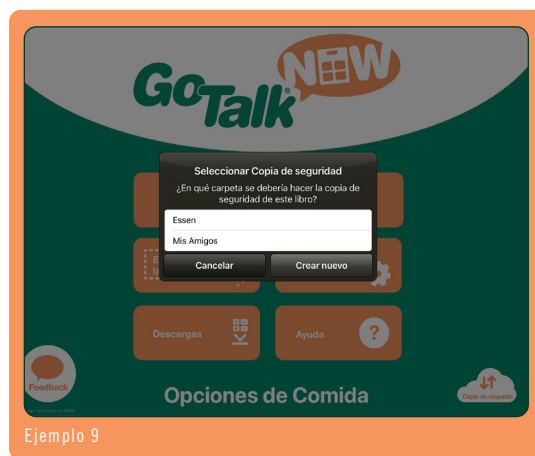 GoTalk NOW
Seleccionar Copia de seguridad
¿En qué carpeta se debería hacer la copia de
seguridad de este libro?
Essen
Mis Amigos
Cancelar
Crear nuevo
Descargas
Ayuda
?
Feedback
Opciones de Comida
Copia de respaldo
Ejemplo 9